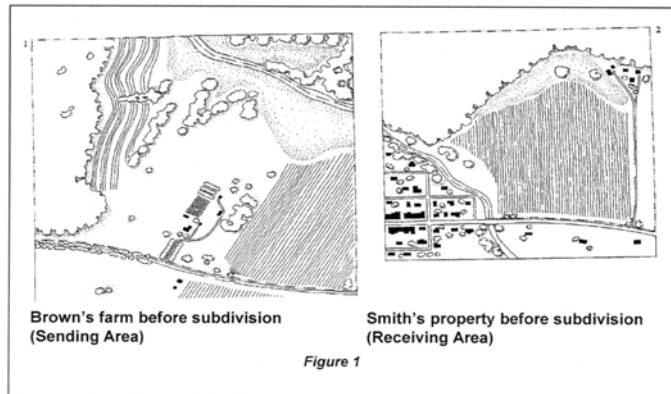 1
2
Brown's farm before subdivision
(Sending Area)
Smith's property before subdivision
(Receiving Area)
Figure 1